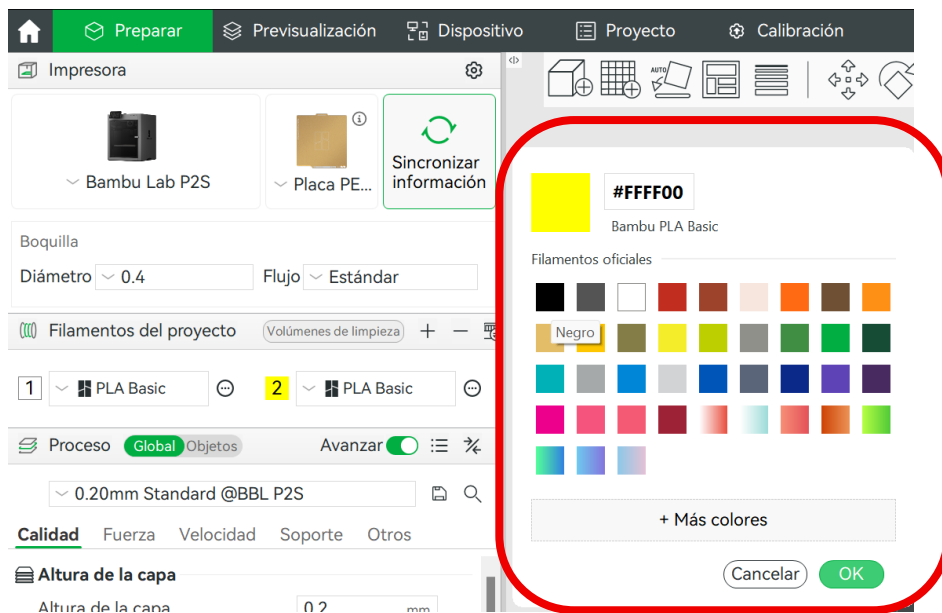 Preparar
Previsualización
Dispositivo
Proyecto
Calibración
Impresora
AUTO
Bambu Lab P2S
Placa PE...
Sincronizar
información
Boquilla
Diámetro
0.4
Flujo
Estándar
Filamentos del proyecto
Volúmenes de limpieza
1
PLA Basic
2
PLA Basic
Proceso
Global
Objetos
Avanzar
0.20mm Standard @BBL P2S
Calidad
Fuerza
Velocidad
Soporte
Otros
Altura de la capa
Altura de la capa
0.2
mm
#FFFF00
Bambu PLA Basic
Filamentos oficiales
Negro
+ Más colores
Cancelar
OK